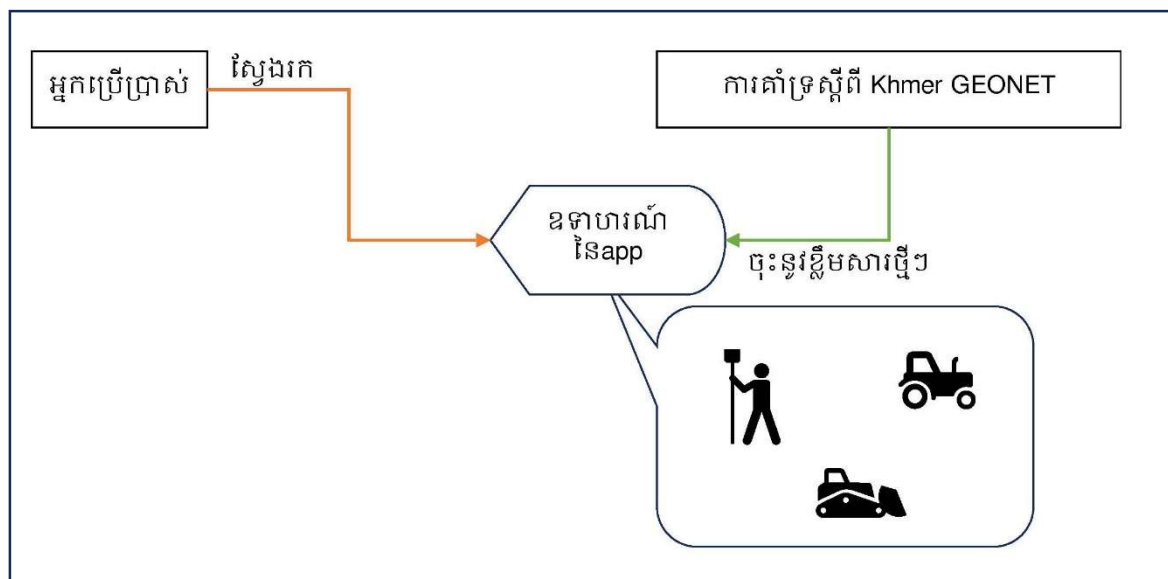 អ្នកប្រើប្រាស់
ស្វែងរក
ការគាំទ្រស្តីពី Khmer GEONET
ឧទាហរណ៍
នៃapp
ចុះនូវខ្លឹមសារថ្មីៗ